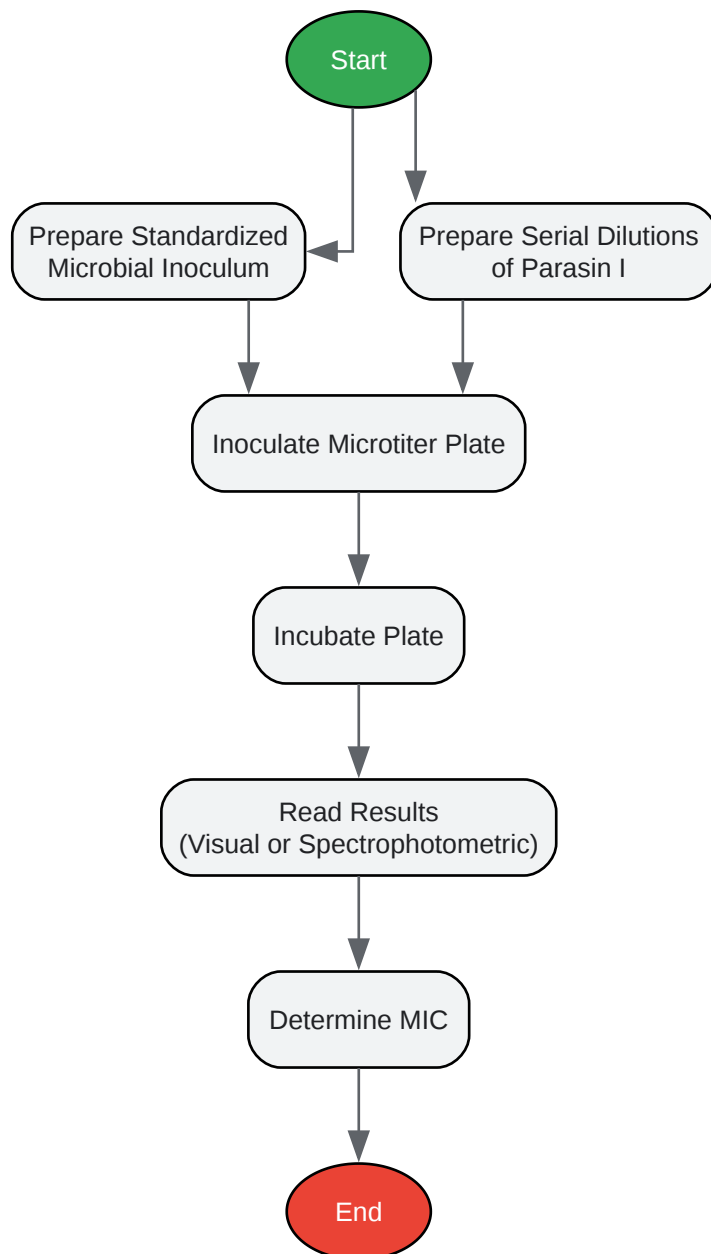 Start
Prepare Standardized
Microbial Inoculum
Prepare Serial Dilutions
of Parasin I
Inoculate Microtiter Plate
Incubate Plate
Read Results
(Visual or Spectrophotometric)
Determine MIC
End